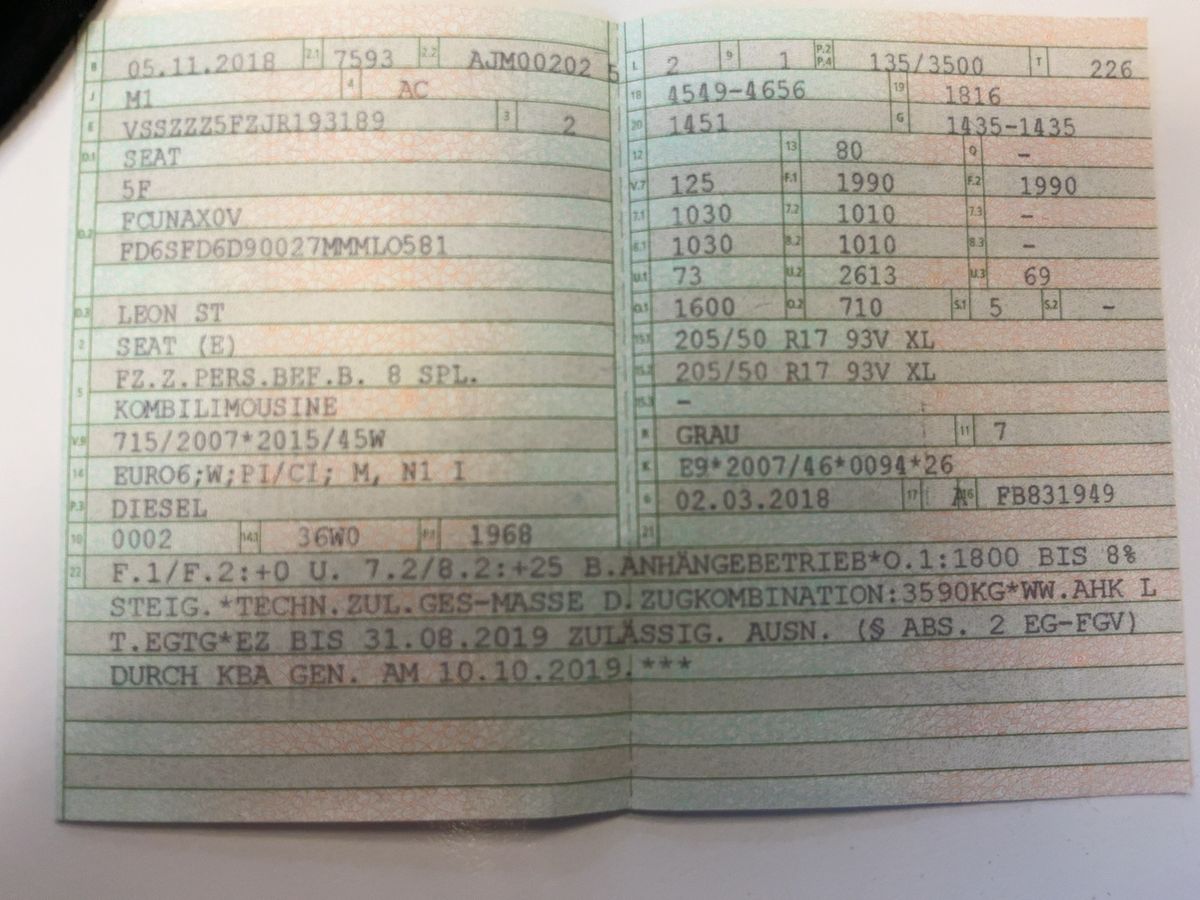 B 05.11.2018 2.1 7593 2.2 AJM00202 5
J M1 4 AC
E VSSZZZ5FZJR193189 3 2
D.1 SEAT
5F
D.2 FCUNAX0V
FD6SFD6D90027MMMLO581
D.3 LEON ST
2 SEAT (E)
5 FZ.Z.PERS.BEF.B. 8 SPL.
KOMBILIMOUSINE
V.9 715/2007*2015/45W
14 EURO6;W;PI/CI; M, N1 I
P.3 DIESEL
10 0002 14.1 36W0 P.1 1968
L 2 9 1 P.2 P.4 135/3500 T 226
18 4549-4656 19 1816
20 1451 G 1435-1435
12 13 80 Q -
V.7 125 F.1 1990 F.2 1990
7.1 1030 7.2 1010 7.3 -
8.1 1030 8.2 1010 8.3 -
U.1 73 U.2 2613 U.3 69
O.1 1600 O.2 710 S.1 5 S.2 -
15.1 205/50 R17 93V XL
15.2 205/50 R17 93V XL
15.3 -
R GRAU 11 7
K E9*2007/46*0094*26
6 02.03.2018 17 A 16 FB831949
21
22 F.1/F.2:+0 U. 7.2/8.2:+25 B.ANHÄNGEBETRIEB*O.1:1800 BIS 8%
STEIG.*TECHN.ZUL.GES-MASSE D.ZUGKOMBINATION:3590KG*WW.AHK L
T.EGTG*EZ BIS 31.08.2019 ZULÄSSIG. AUSN. (§ ABS. 2 EG-FGV)
DURCH KBA GEN. AM 10.10.2019.***